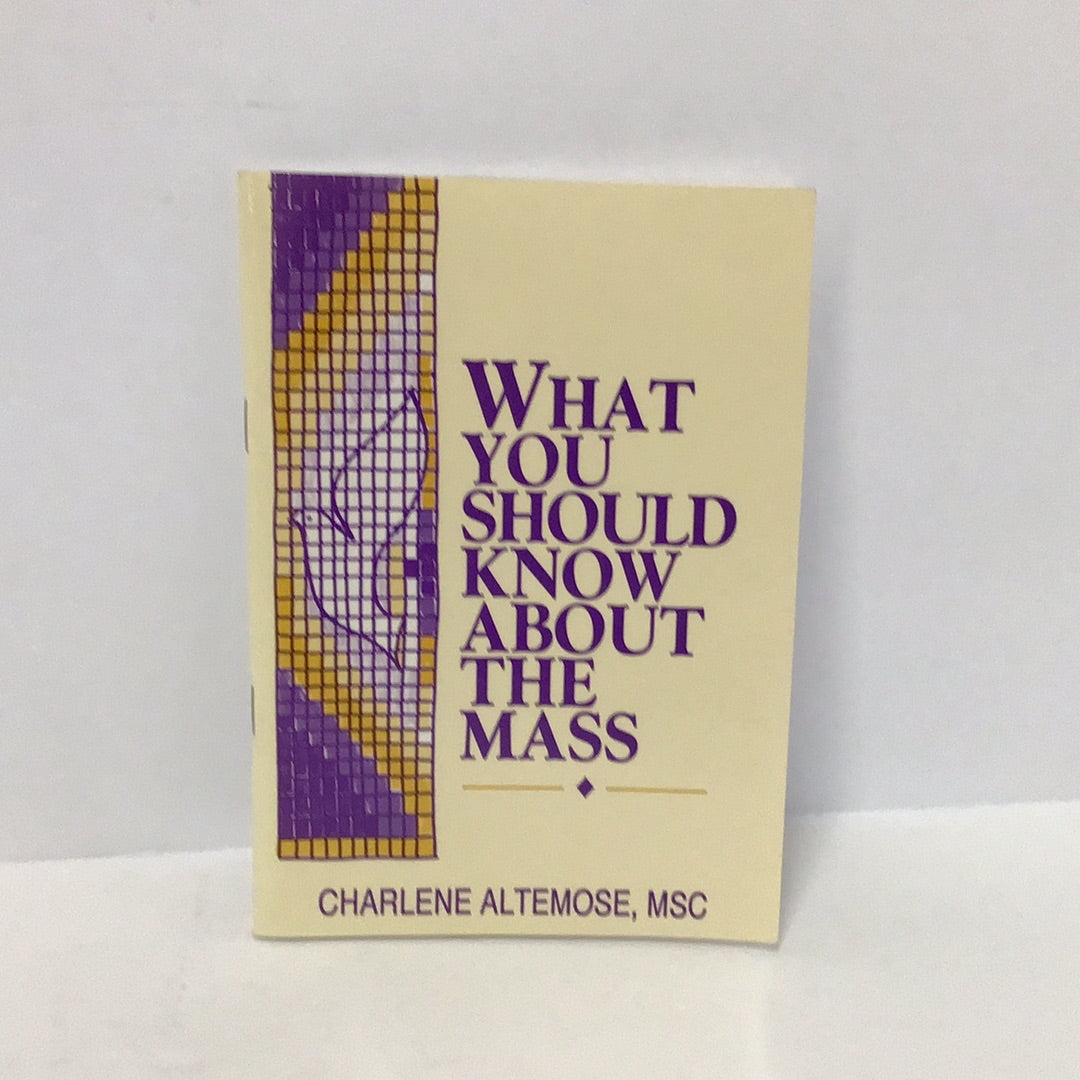 WHAT
YOU
SHOULD
KNOW
ABOUT
THE
MASS
CHARLENE ALTEMOSE, MSC